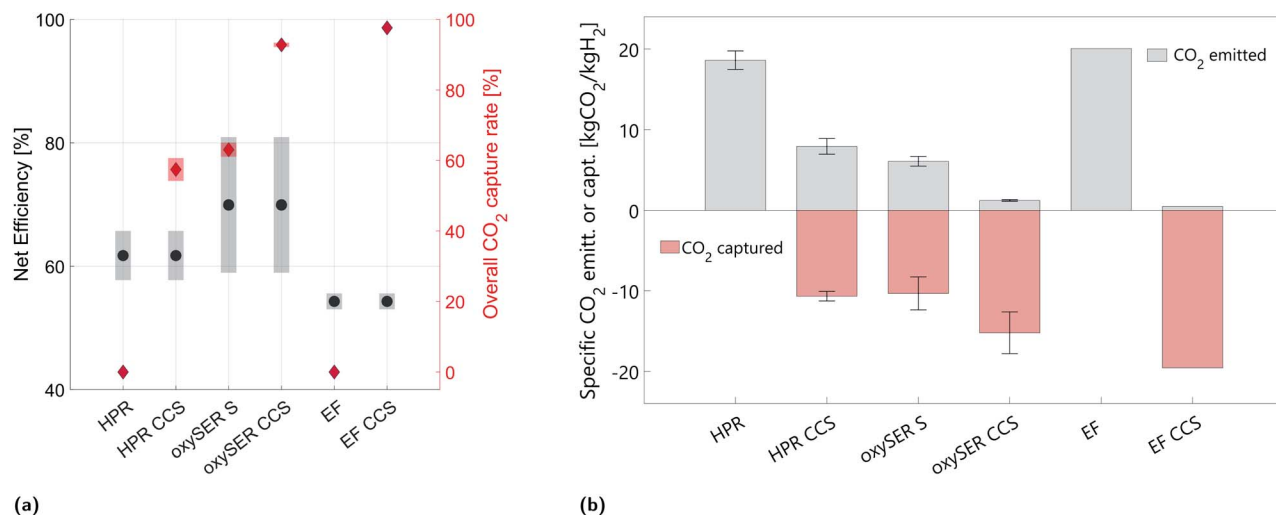 100
80
60
40
Net Efficiency [%]
100
80
60
40
20
0
Overall CO2 capture rate [%]
HPR
HPR CCS
oxySER S
oxySER CCS
EF
EF CCS
(a)
20
10
0
-10
-20
Specific CO2 emitt. or capt. [kgCO2/kgH2]
CO2 emitted
CO2 captured
HPR
HPR CCS
oxySER S
oxySER CCS
EF
EF CCS
(b)